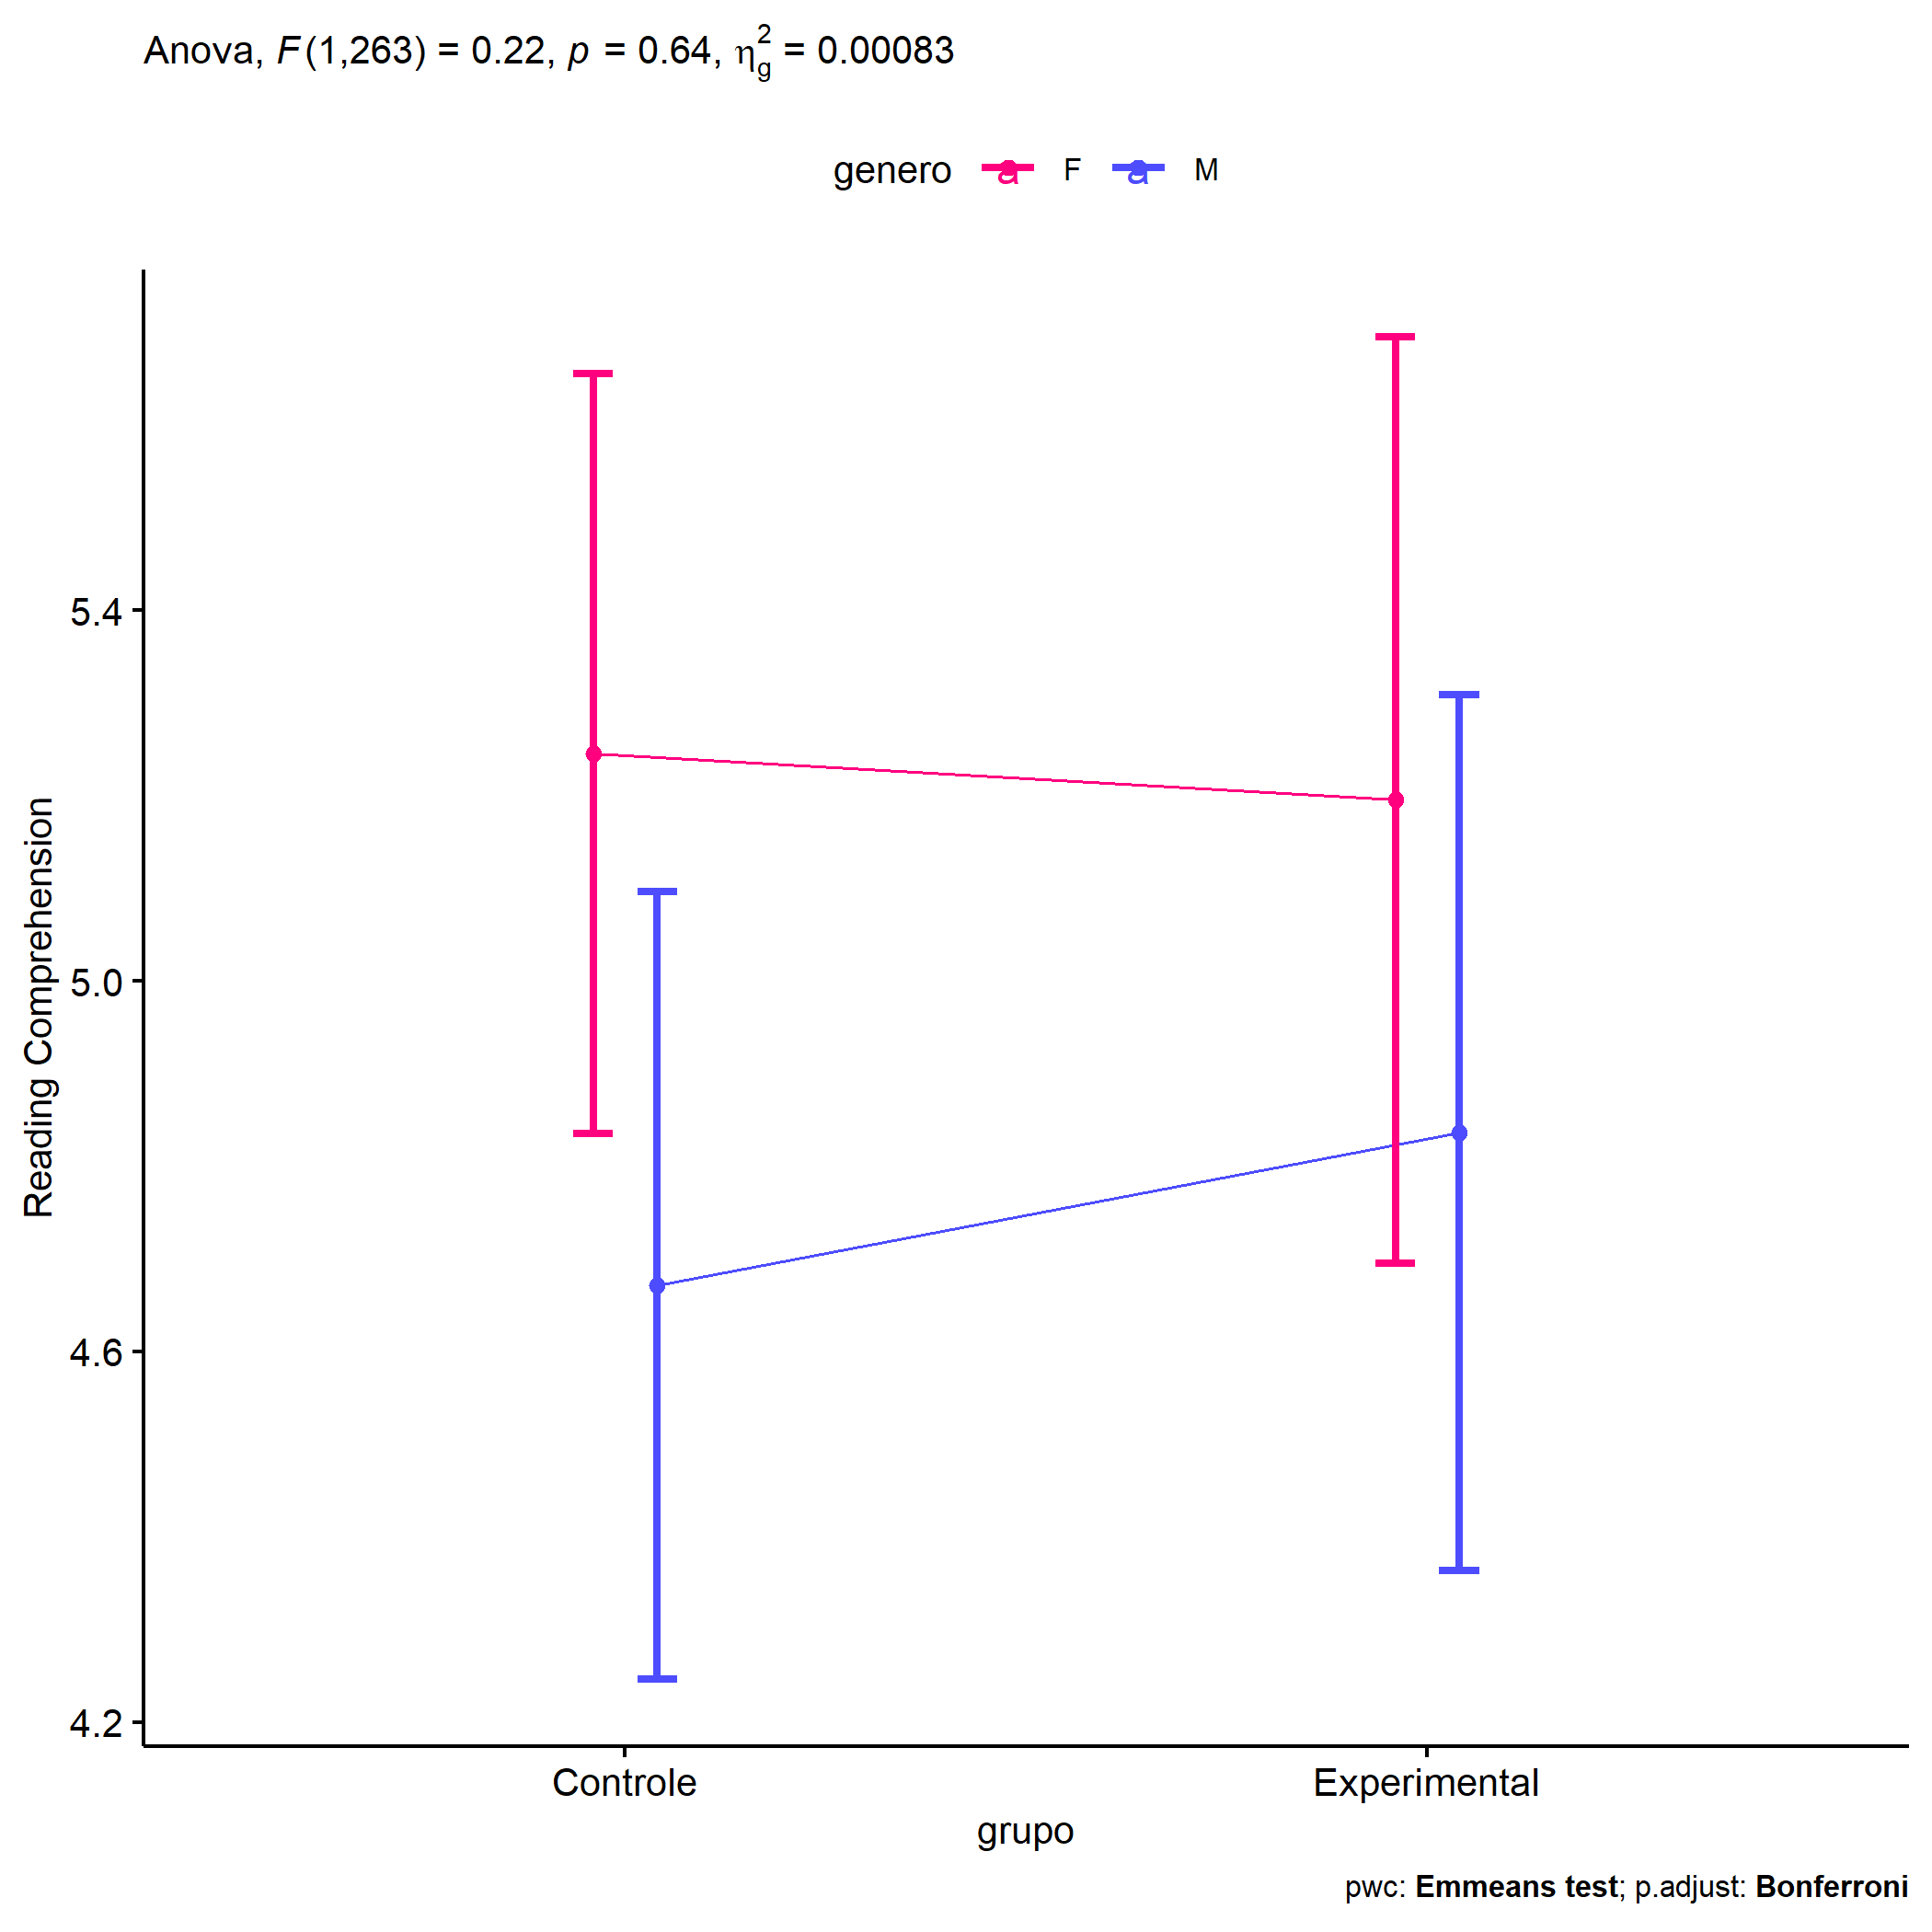 Anova, F(1,263) = 0.22, p = 0.64, η²g = 0.00083
genero a F a M
Reading Comprehension
5.4
5.0
4.6
4.2
Controle Experimental
grupo
pwc: Emmeans test; p.adjust: Bonferroni